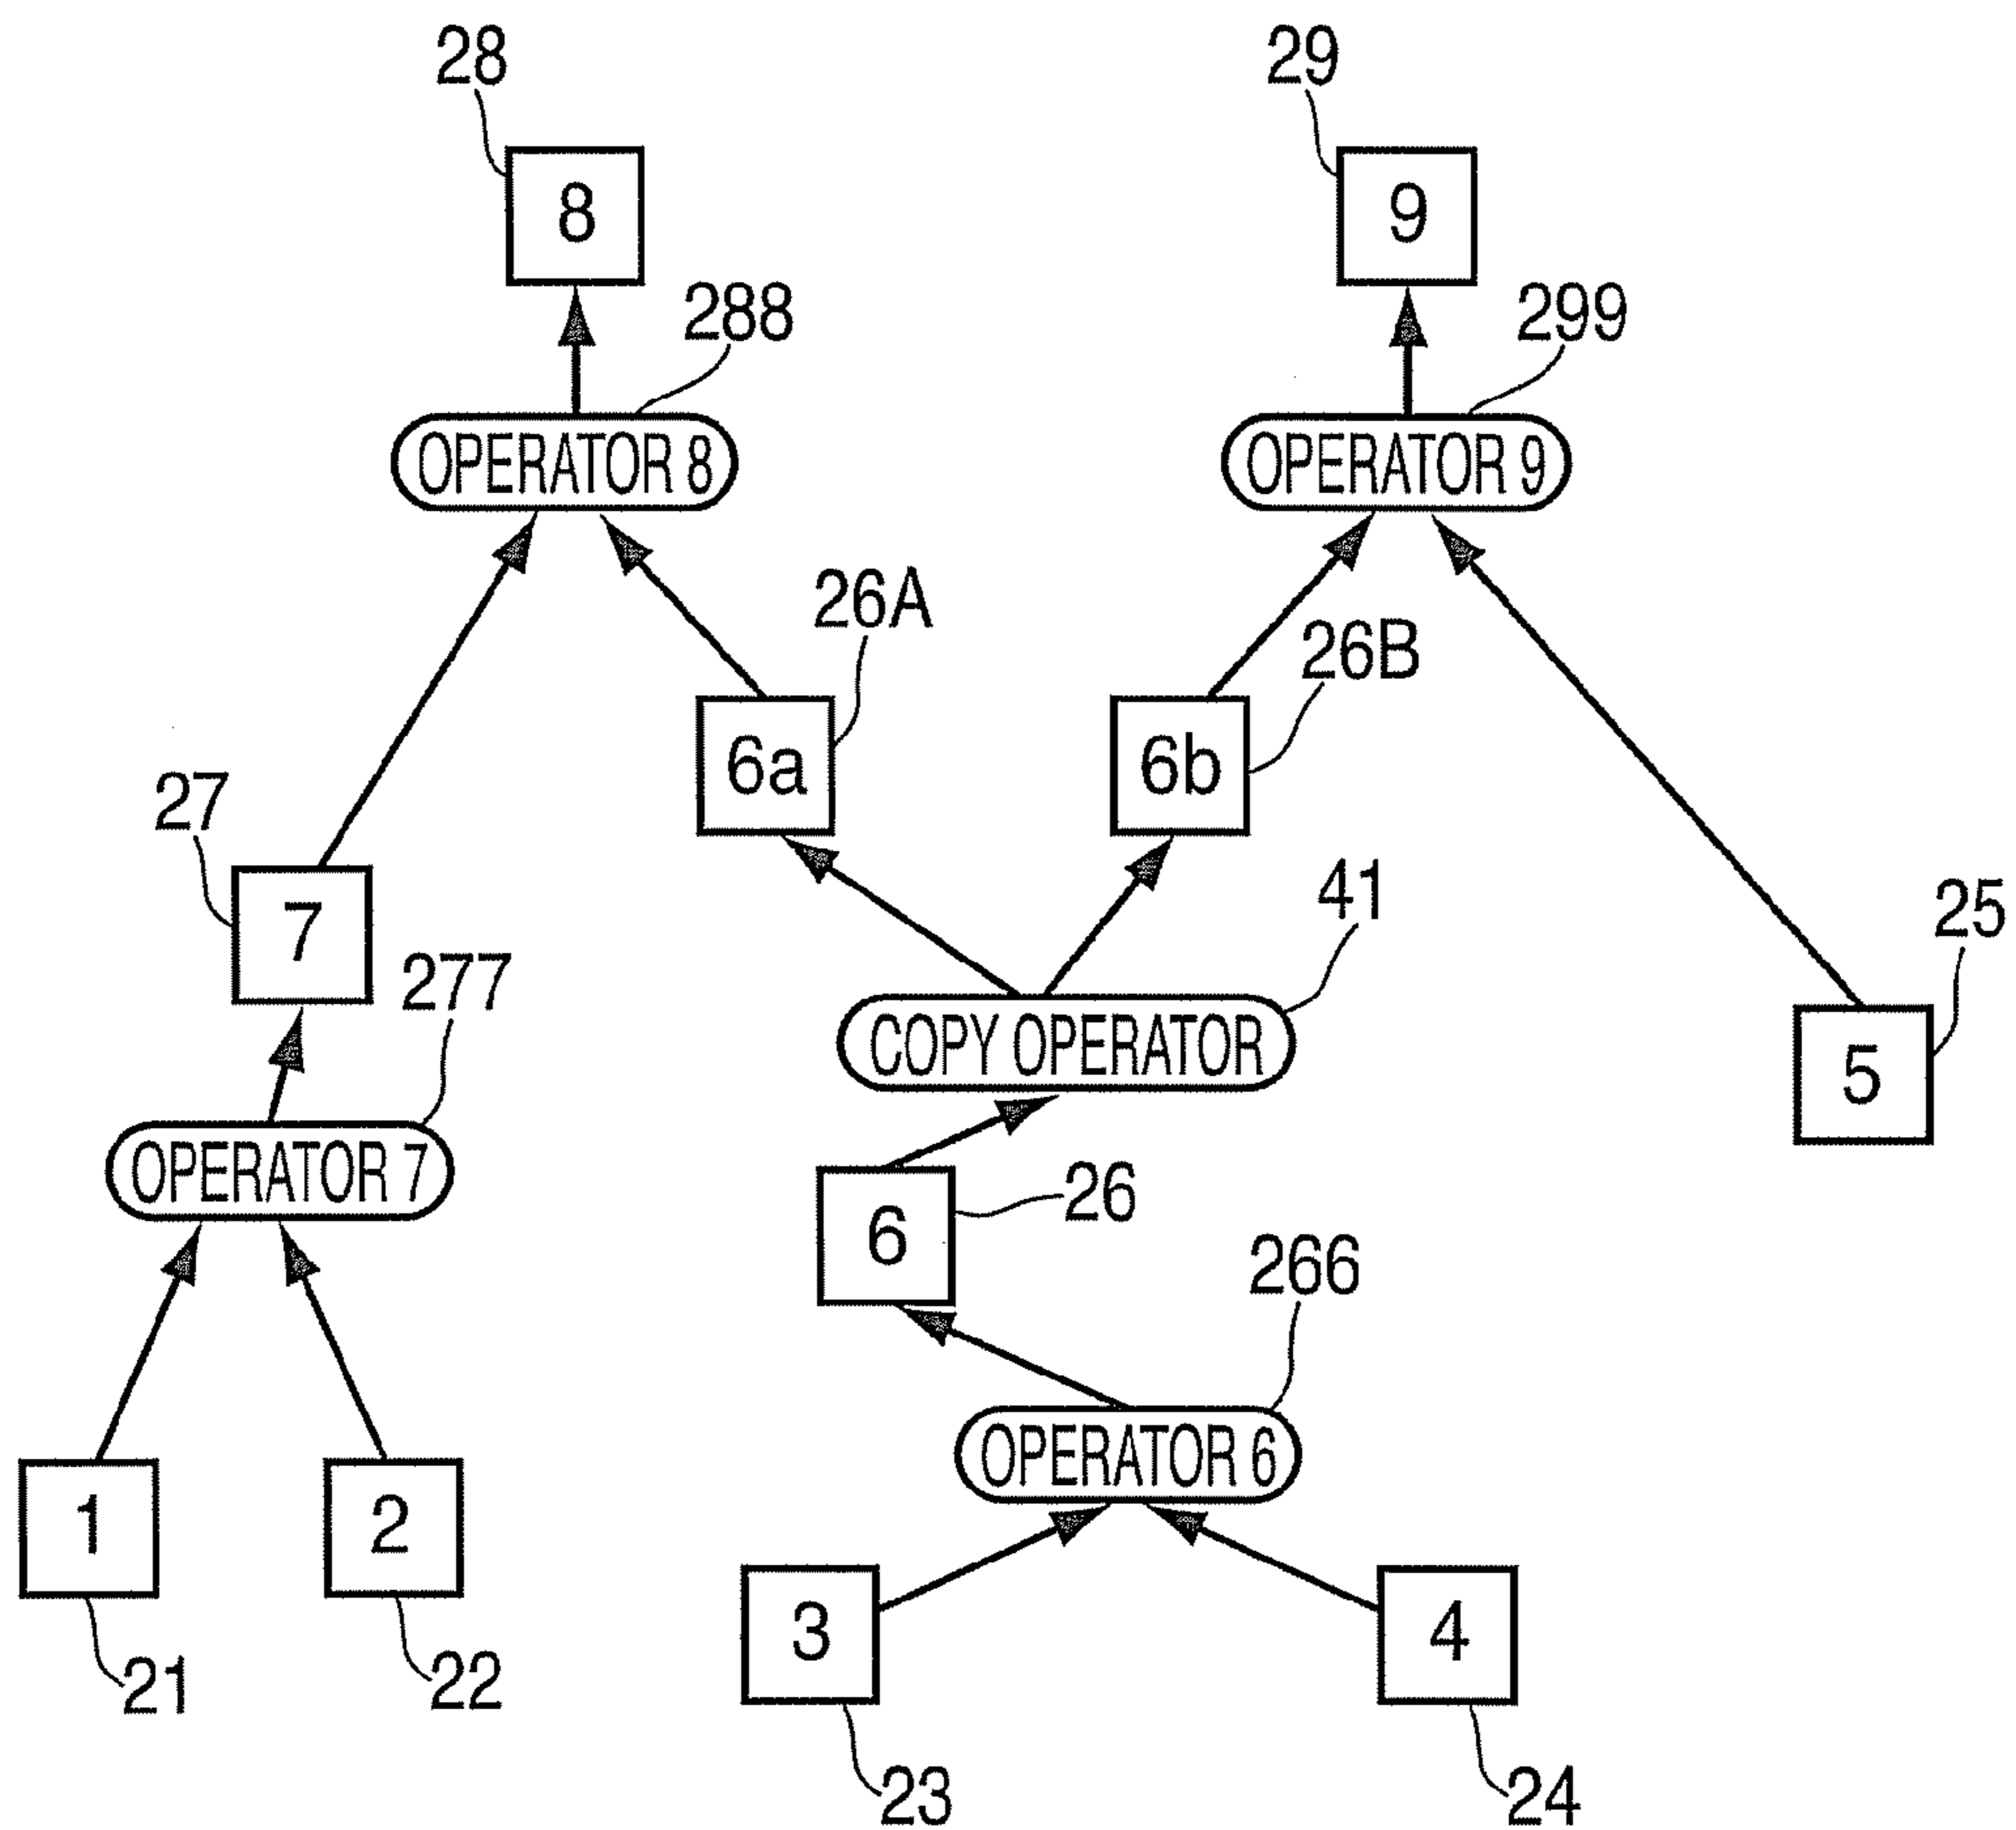 28
29
8
9
288
299
OPERATOR 8
OPERATOR 9
26A
26B
6a
6b
27
7
41
25
277
COPY OPERATOR
5
OPERATOR 7
26
6
266
OPERATOR 6
1
2
3
4
21
22
23
24